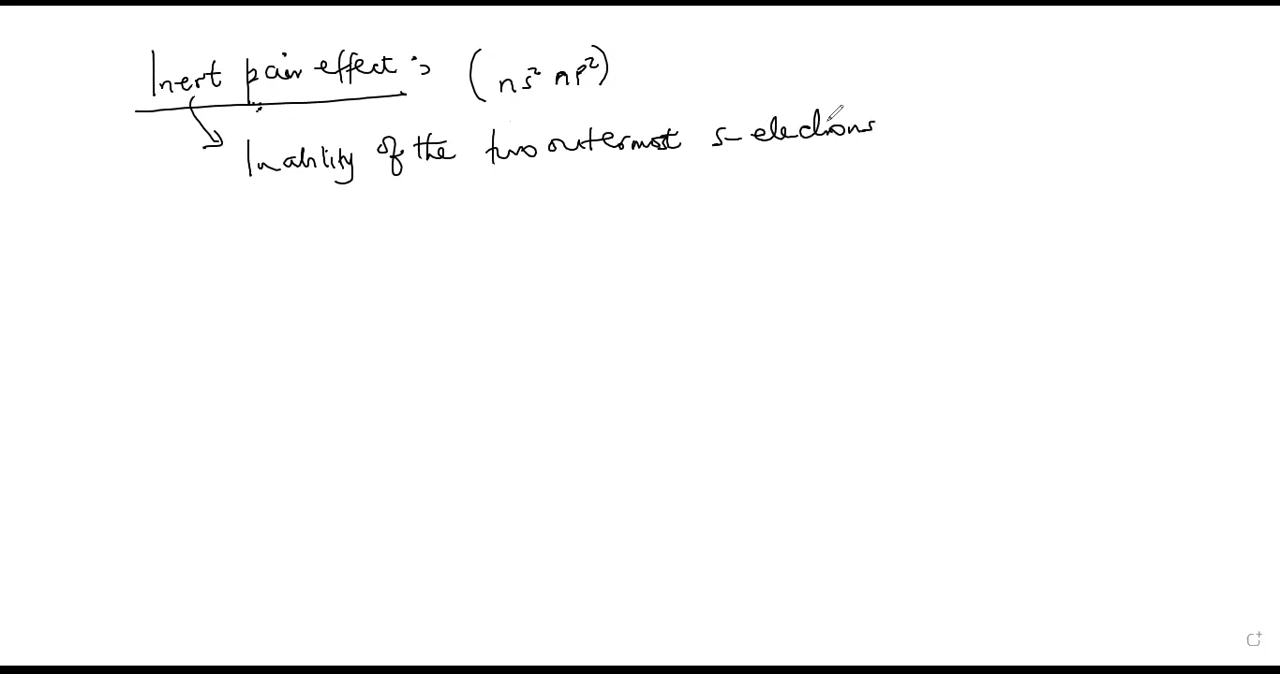 Inert pair effect : (ns² np²)
Inability of the two outermost s-electrons